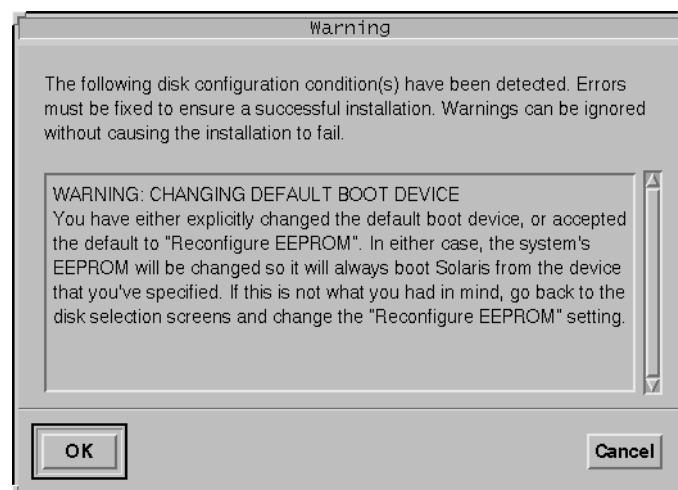 Warning
The following disk configuration condition(s) have been detected. Errors
must be fixed to ensure a successful installation. Warnings can be ignored
without causing the installation to fail.
WARNING: CHANGING DEFAULT BOOT DEVICE
You have either explicitly changed the default boot device, or accepted
the default to "Reconfigure EEPROM". In either case, the system's
EEPROM will be changed so it will always boot Solaris from the device
that you've specified. If this is not what you had in mind, go back to the
disk selection screens and change the "Reconfigure EEPROM" setting.
OK
Cancel